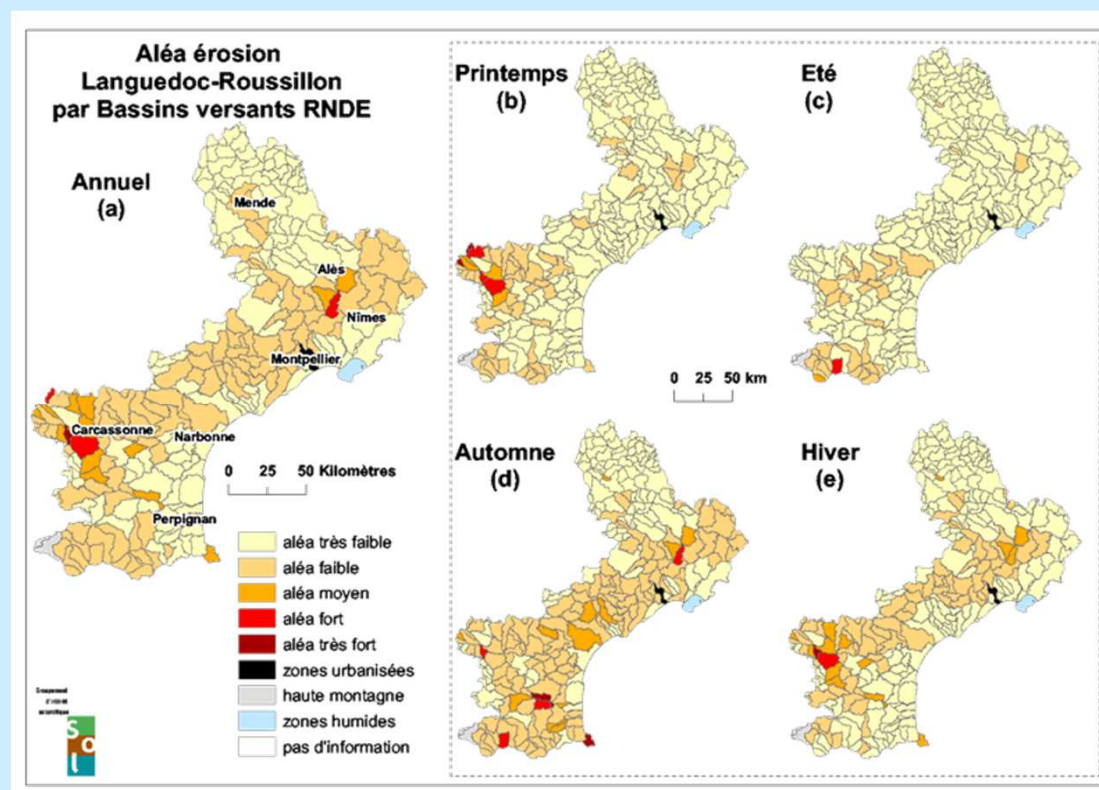 Aléa érosion
Languedoc-Roussillon
par Bassins versants RNDE
Annuel
(a)
Mende
Alès
Nîmes
Montpellier
Carcassonne
Narbonne
Perpignan
0 25 50 Kilomètres
aléa très faible
aléa faible
aléa moyen
aléa fort
aléa très fort
zones urbanisées
haute montagne
zones humides
pas d'information
Sol
Printemps
(b)
Eté
(c)
0 25 50 km
Automne
(d)
Hiver
(e)